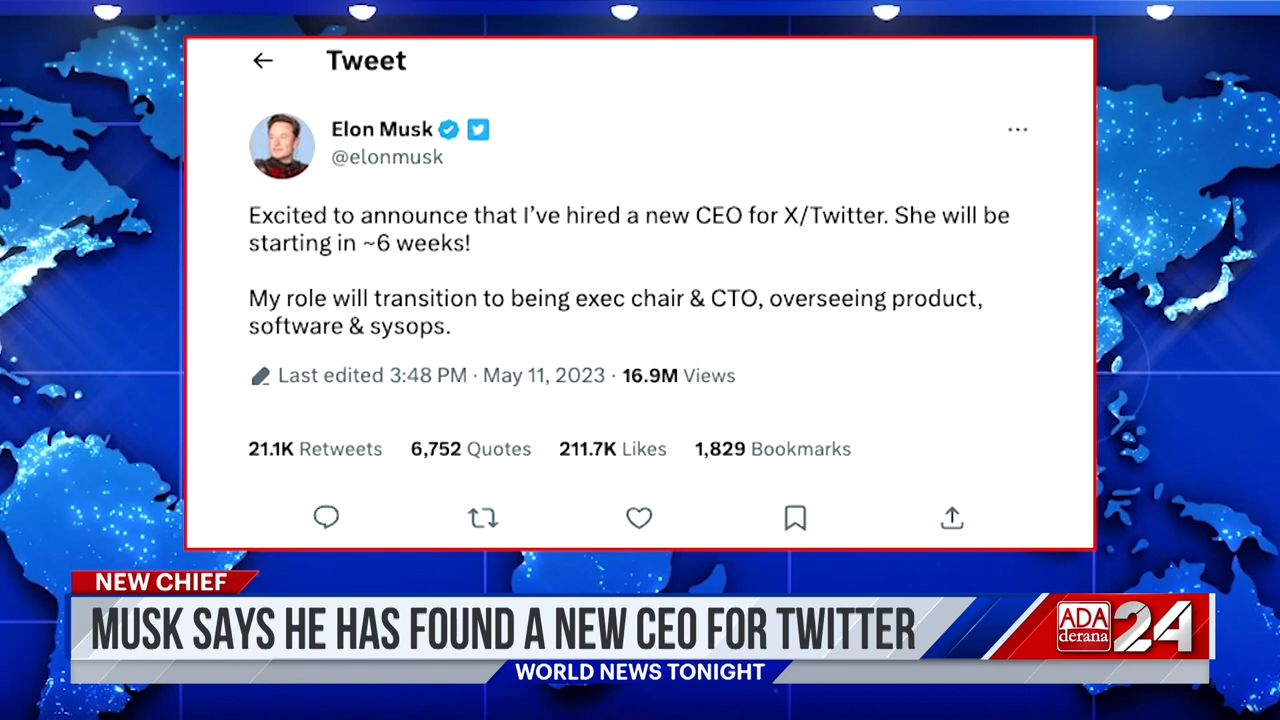 Tweet
Elon Musk
@elonmusk
Excited to announce that I've hired a new CEO for X/Twitter. She will be
starting in ~6 weeks!
My role will transition to being exec chair & CTO, overseeing product,
software & sysops.
Last edited 3:48 PM · May 11, 2023 · 16.9M Views
21.1K Retweets 6,752 Quotes 211.7K Likes 1,829 Bookmarks
NEW CHIEF
MUSK SAYS HE HAS FOUND A NEW CEO FOR TWITTER
ADA
derana
24
WORLD NEWS TONIGHT